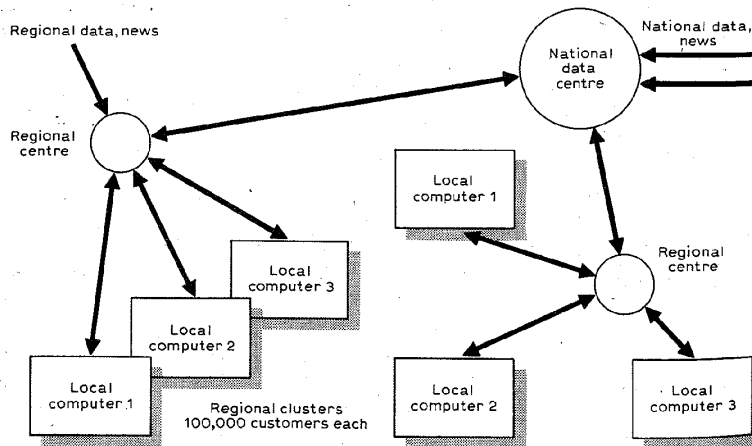 Regional data, news
National data,
news
National
data
centre
Regional
centre
Local
computer 1
Local
computer 3
Regional
centre
Local
computer 2
Local
computer 1
Regional clusters
100,000 customers each
Local
computer 2
Local
computer 3